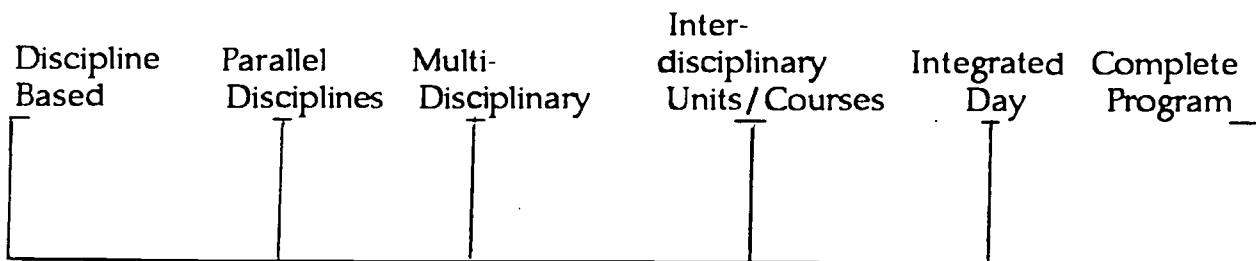 Discipline
Based
Parallel
Disciplines
Multi-
Disciplinary
Inter-
disciplinary
Units/Courses
Integrated
Day
Complete
Program